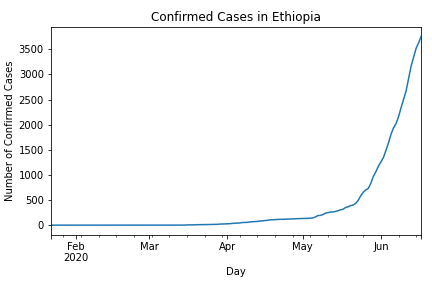 Confirmed Cases in Ethiopia
Number of Confirmed Cases
3500
3000
2500
2000
1500
1000
500
0
Feb Mar Apr May Jun
2020
Day